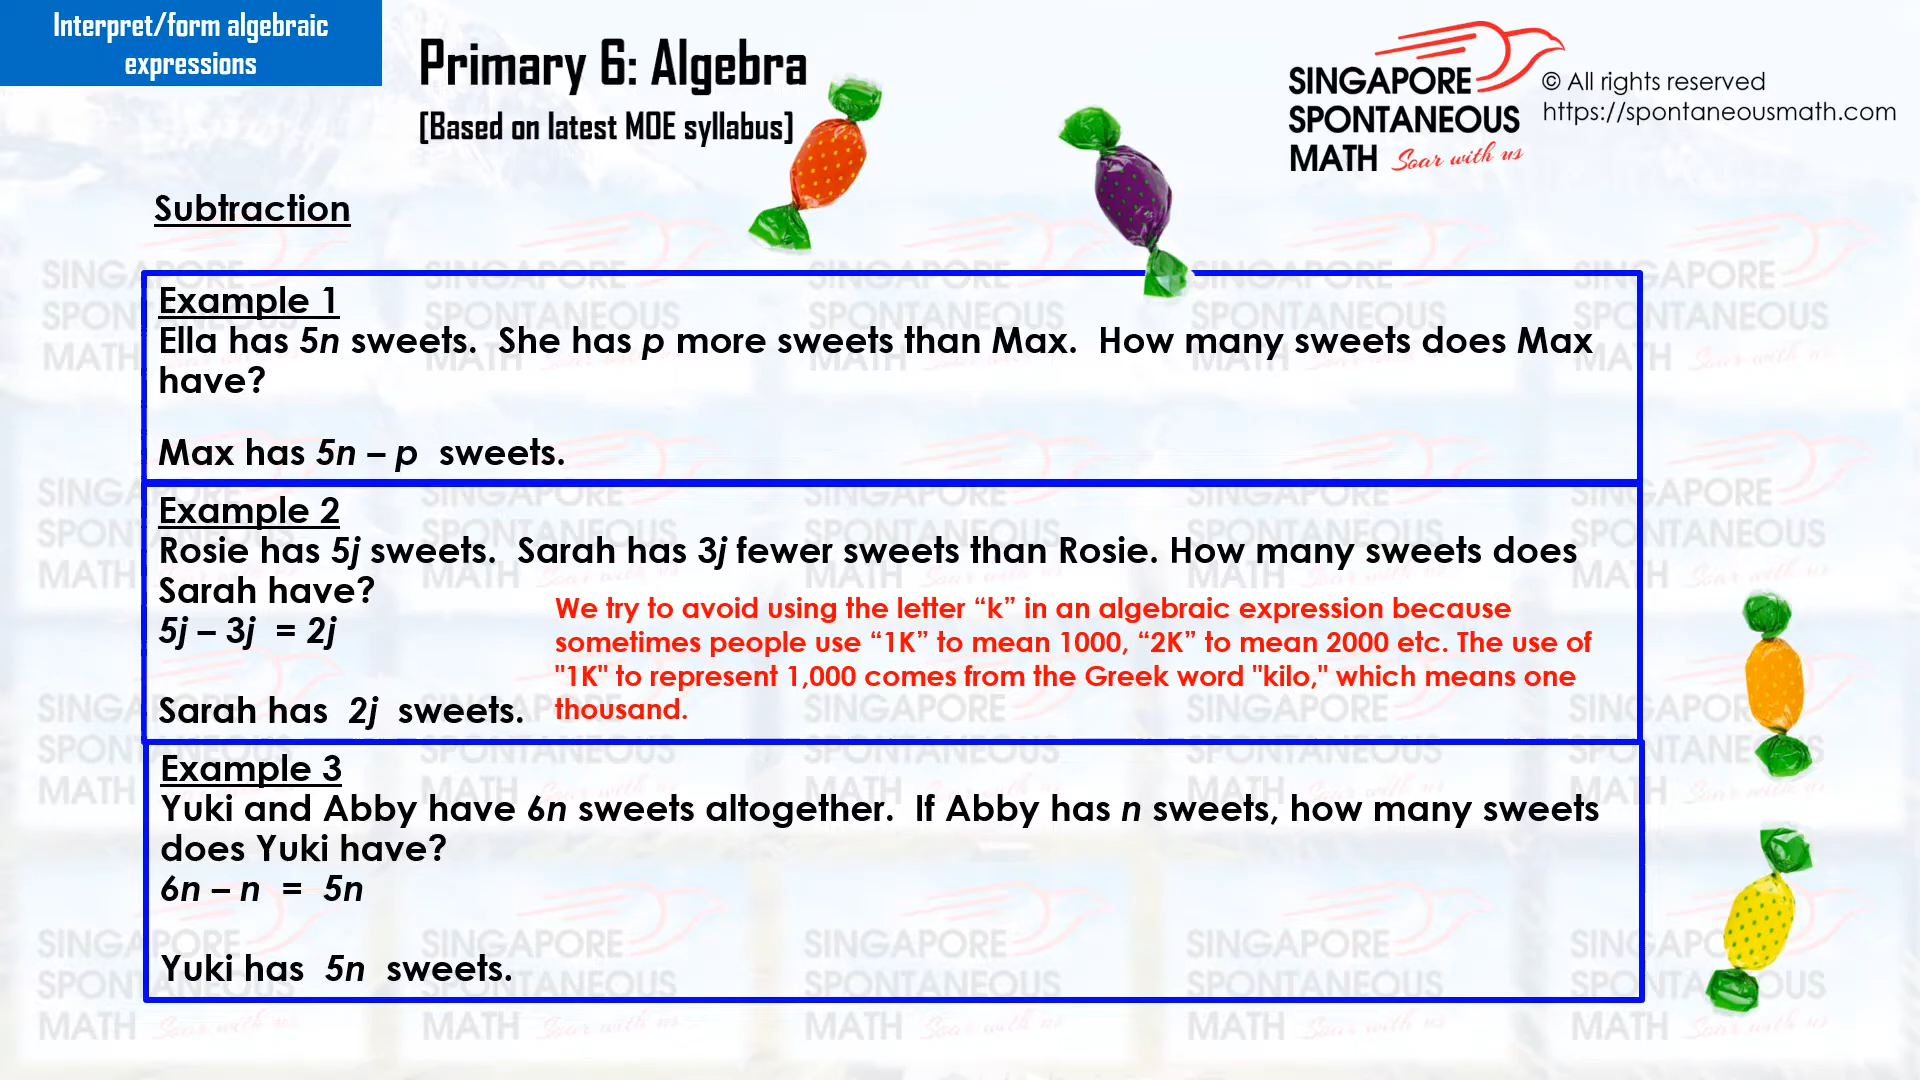 Interpret/form algebraic
expressions
Primary 6: Algebra
[Based on latest MOE syllabus]
SINGAPORE
SPONTANEOUS
MATH Soar with us
© All rights reserved
https://spontaneousmath.com
Subtraction
Example 1
Ella has 5n sweets. She has p more sweets than Max. How many sweets does Max
have?
Max has 5n – p sweets.
Example 2
Rosie has 5j sweets. Sarah has 3j fewer sweets than Rosie. How many sweets does
Sarah have?
5j – 3j = 2j
Sarah has 2j sweets.
We try to avoid using the letter “k” in an algebraic expression because
sometimes people use “1K” to mean 1000, “2K” to mean 2000 etc. The use of
"1K" to represent 1,000 comes from the Greek word "kilo," which means one
thousand.
Example 3
Yuki and Abby have 6n sweets altogether. If Abby has n sweets, how many sweets
does Yuki have?
6n – n = 5n
Yuki has 5n sweets.